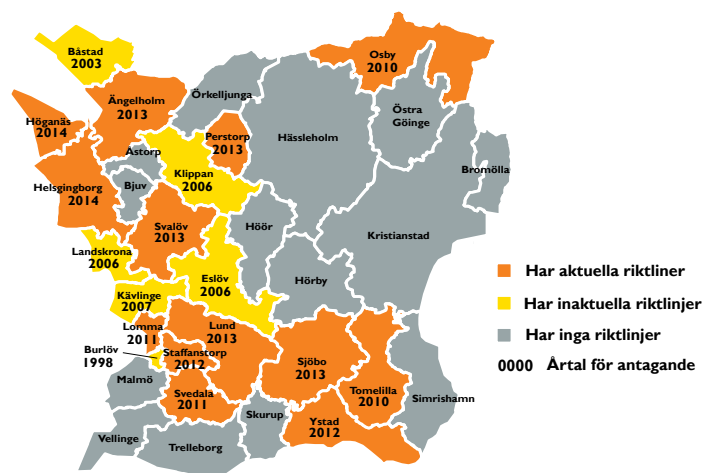 Båstad
2003
Osby
2010
Ängelholm
2013
Örkelljunga
Östra
Göinge
Höganäs
2014
Perstorp
2013
Hässleholm
Åstorp
Klippan
2006
Bromölla
Helsgingborg
2014
Bjuv
Svalöv
2013
Höör
Kristianstad
Landskrona
2006
Eslöv
2006
Hörby
Kävlinge
2007
Lomma
2011
Lund
2013
Burlöv
1998
Staffanstorp
2012
Sjöbo
2013
Malmö
Svedala
2011
Tomelilla
2010
Simrishamn
Skurup
Ystad
2012
Vellinge
Trelleborg
Har aktuella riktliner
Har inaktuella riktlinjer
Har inga riktlinjer
0000 Årtal för antagande